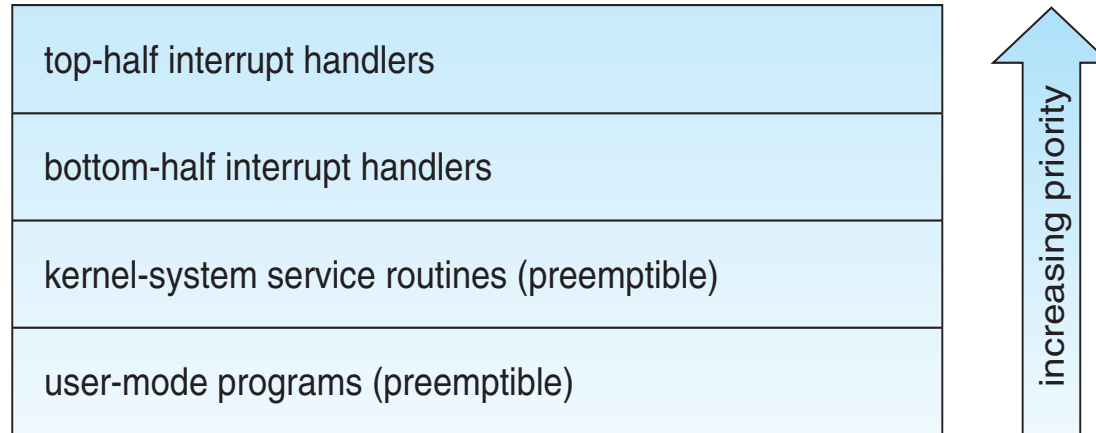 top-half interrupt handlers
bottom-half interrupt handlers
kernel-system service routines (preemptible)
user-mode programs (preemptible)
increasing priority